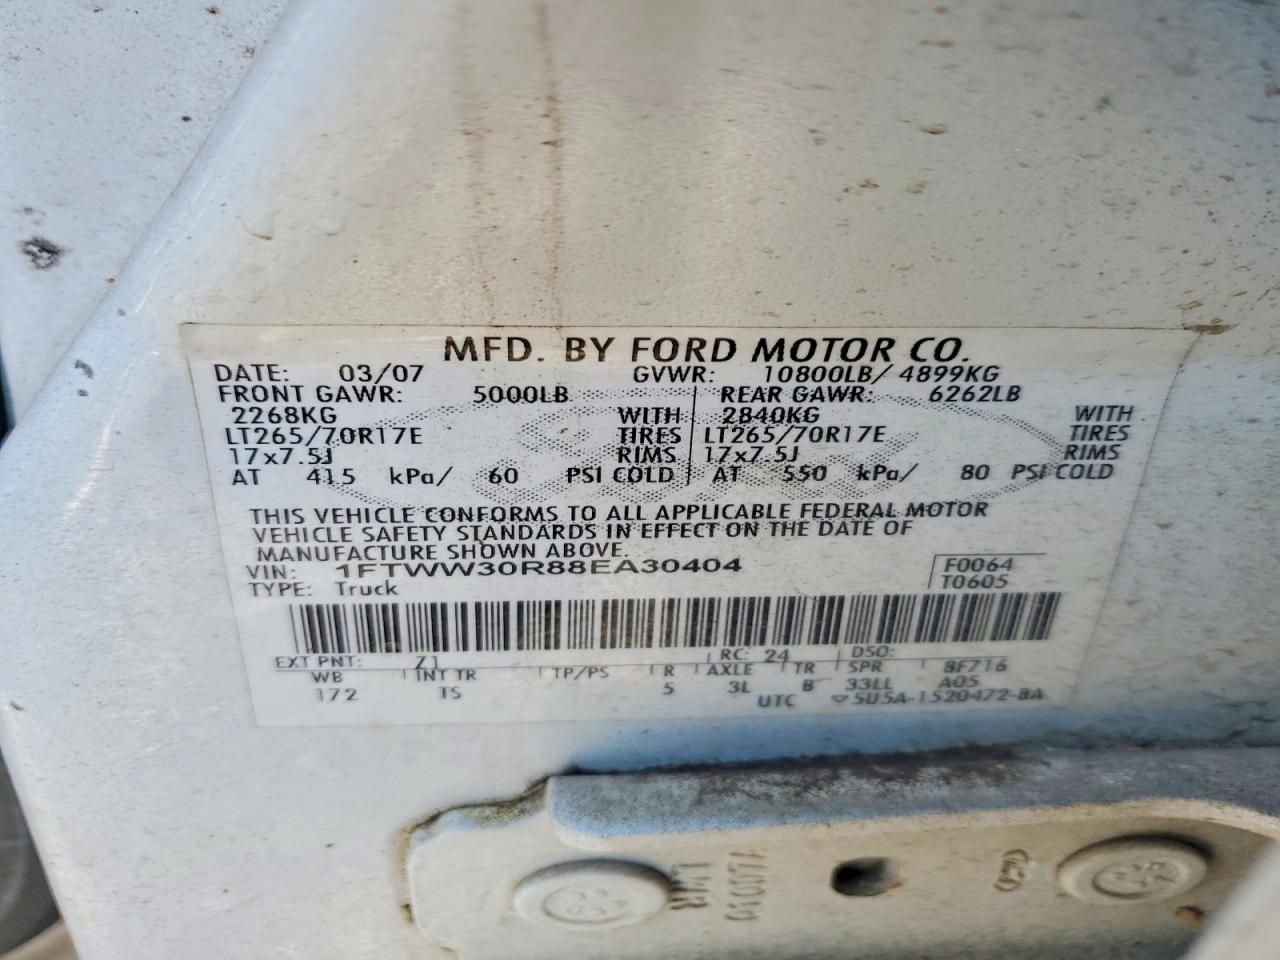 MFD. BY FORD MOTOR CO.
DATE: 03/07 GVWR: 10800LB/ 4899KG
FRONT GAWR: 5000LB REAR GAWR: 6262LB
2268KG WITH 2840KG WITH
LT265/70R17E TIRES LT265/70R17E TIRES
17x7.5J RIMS 17x7.5J RIMS
AT 415 kPa/ 60 PSI COLD AT 550 kPa/ 80 PSI COLD
THIS VEHICLE CONFORMS TO ALL APPLICABLE FEDERAL MOTOR
VEHICLE SAFETY STANDARDS IN EFFECT ON THE DATE OF
MANUFACTURE SHOWN ABOVE.
VIN: 1FTWW30R88EA30404 F0064
TYPE: Truck T0605
EXT PNT: Z1 RC: 24 DSO:
WB INT TR TP/PS R AXLE TR SPR 8F716
172 TS 5 3L B 33LL A05
UTC ▽5U5A-1520472-BA